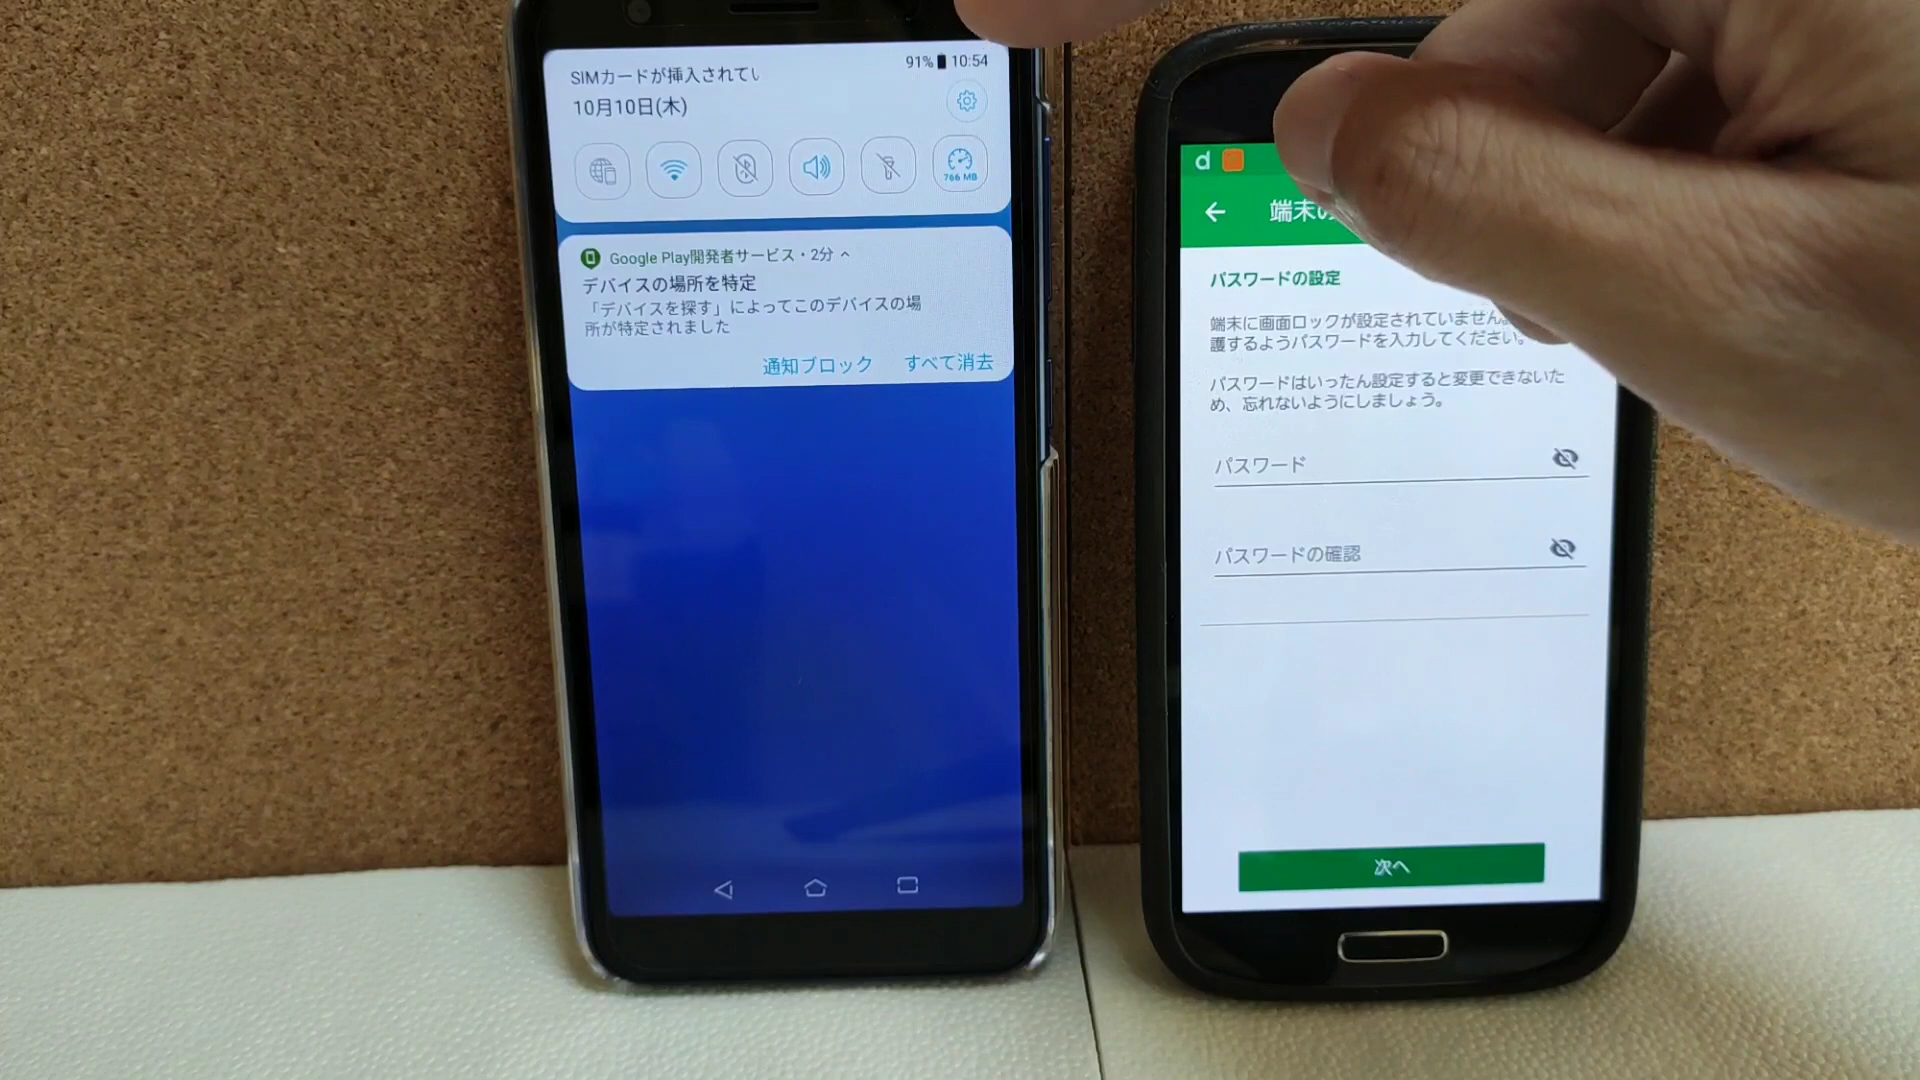 SIMカードが挿入されてい
91% 10:54
10月10日(木)
766 MB
Google Play開発者サービス・2分
デバイスの場所を特定
「デバイスを探す」によってこのデバイスの場
所が特定されました
通知ブロック すべて消去
d
端末の
パスワードの設定
端末に画面ロックが設定されていません
護するようパスワードを入力してください。
パスワードはいったん設定すると変更できないた
め、忘れないようにしましょう。
パスワード
パスワードの確認
次へ